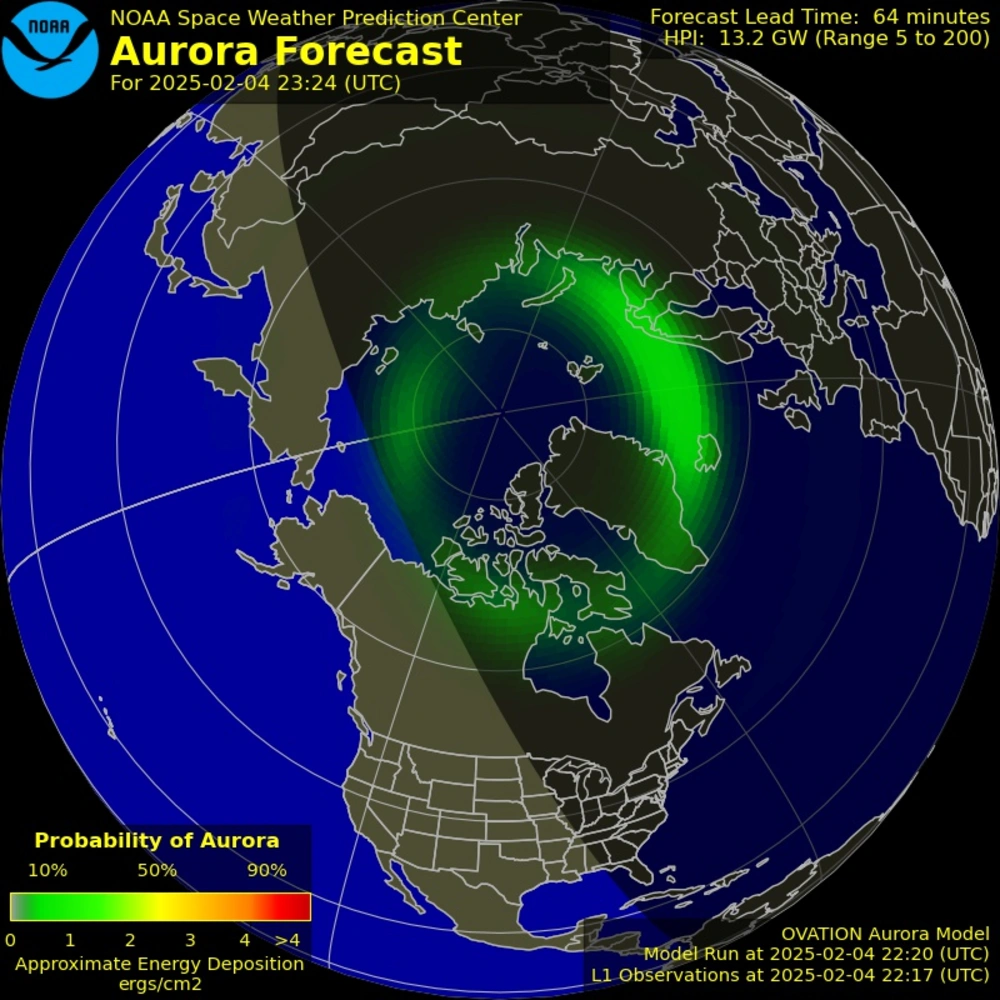 NOAA
NOAA Space Weather Prediction Center
Aurora Forecast
For 2025-02-04 23:24 (UTC)
Forecast Lead Time: 64 minutes
HPI: 13.2 GW (Range 5 to 200)
Probability of Aurora
10% 50% 90%
0 1 2 3 4 >4
Approximate Energy Deposition
ergs/cm2
OVATION Aurora Model
Model Run at 2025-02-04 22:20 (UTC)
L1 Observations at 2025-02-04 22:17 (UTC)